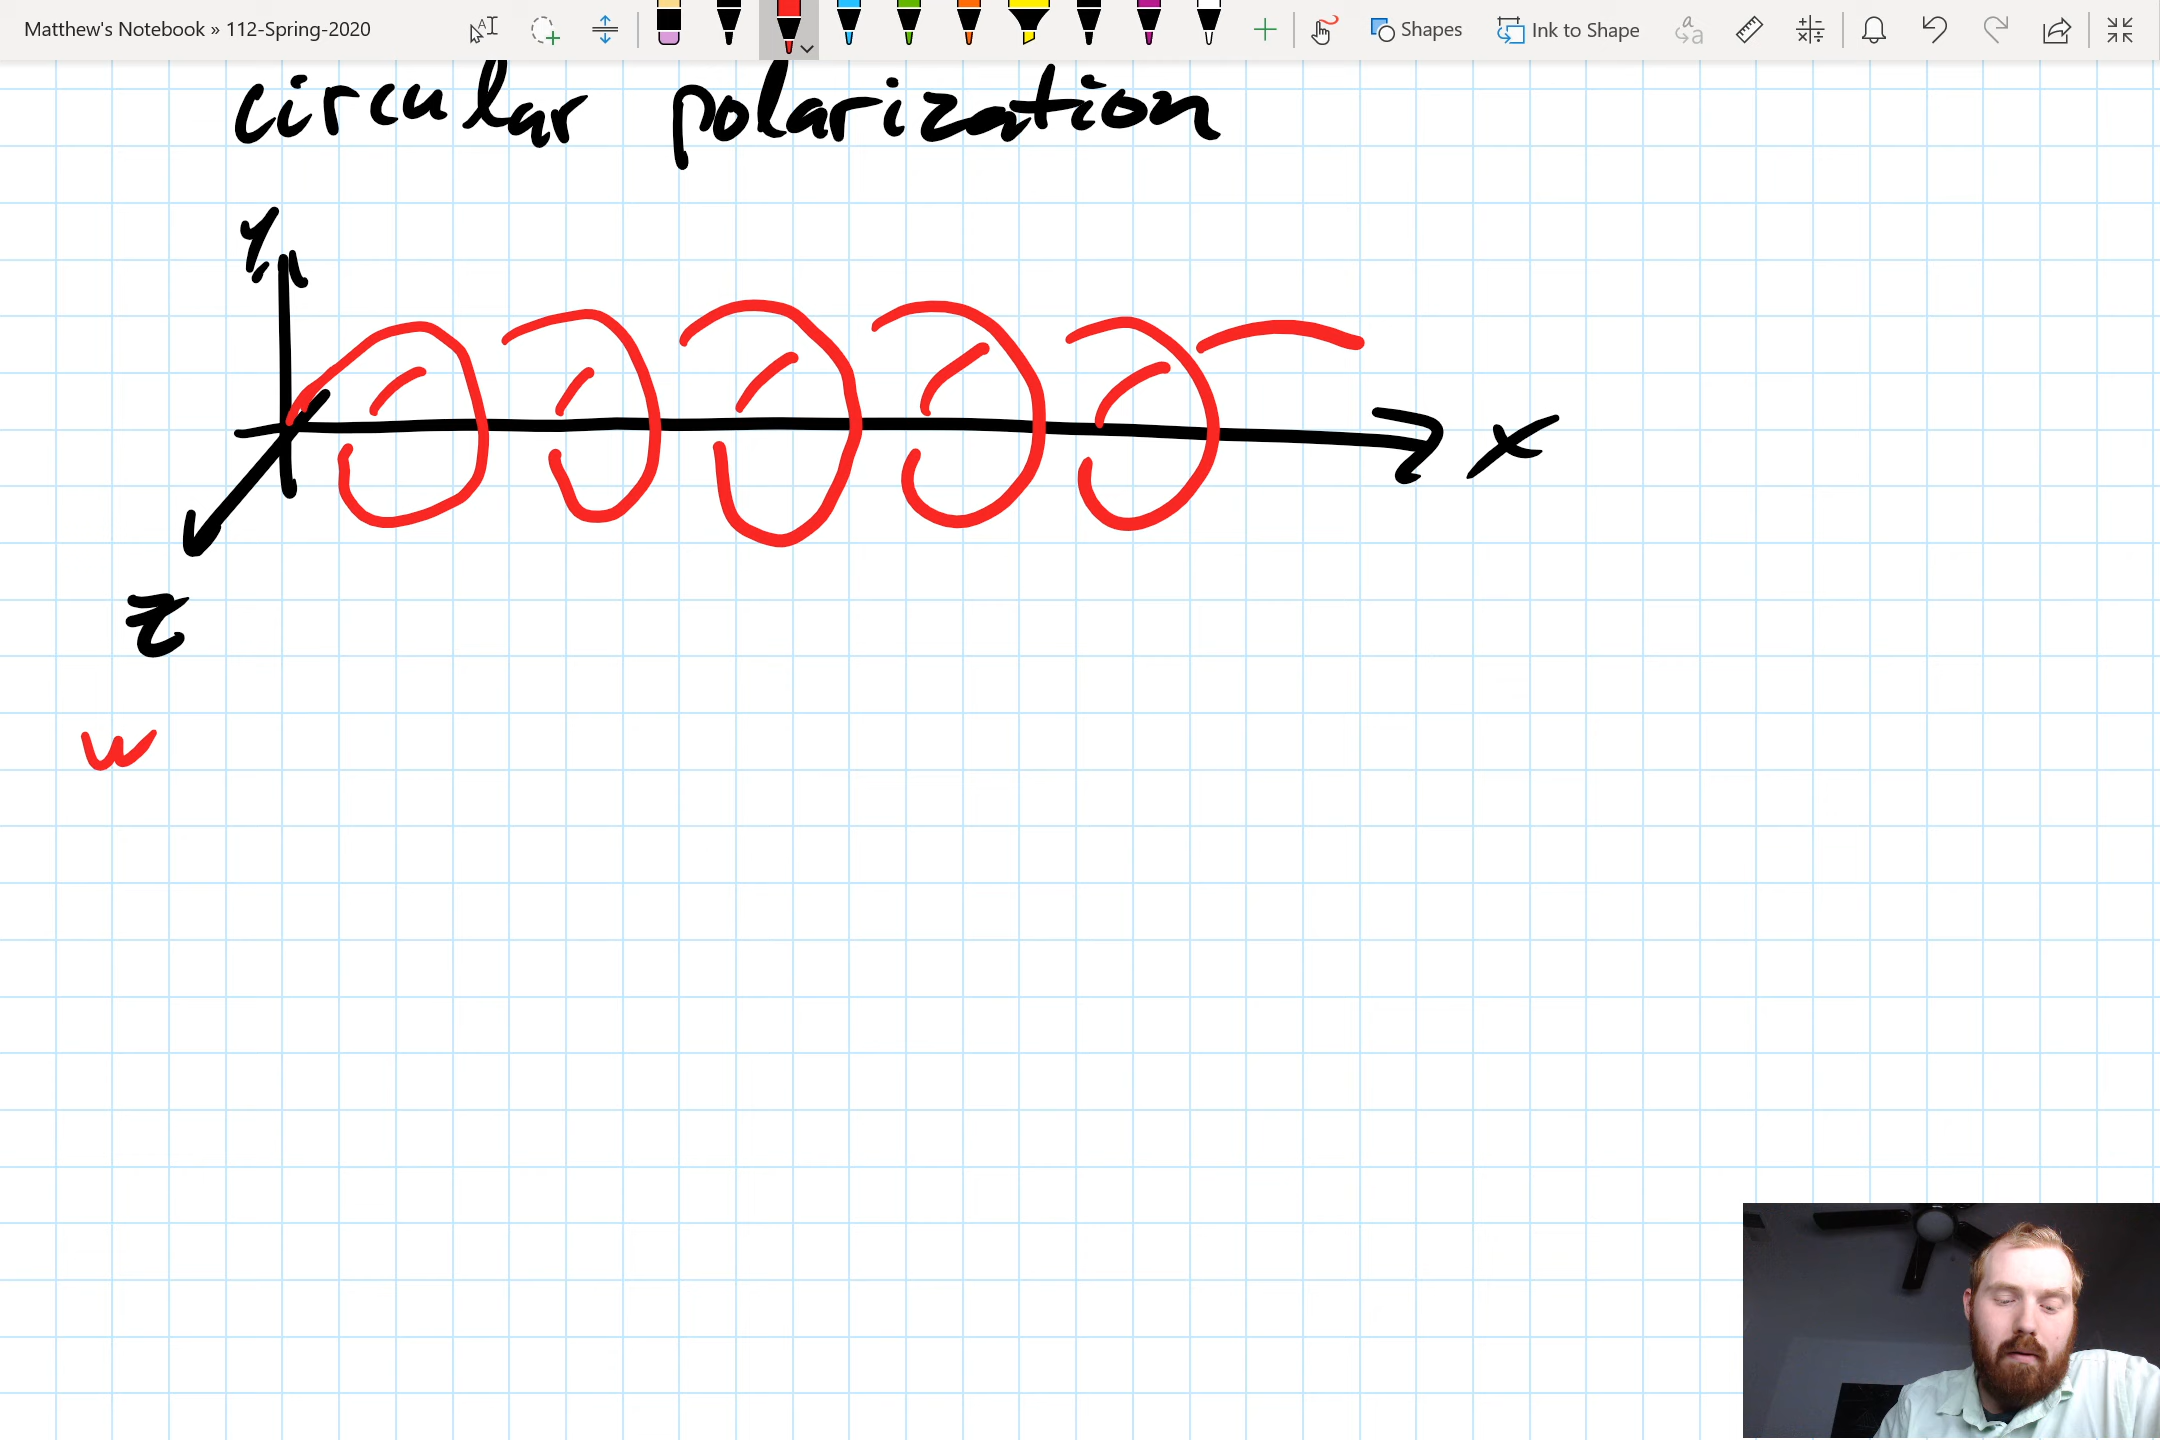 Matthew's Notebook » 112-Spring-2020 Shapes Ink to Shape
circular polarization
y
x
z
w